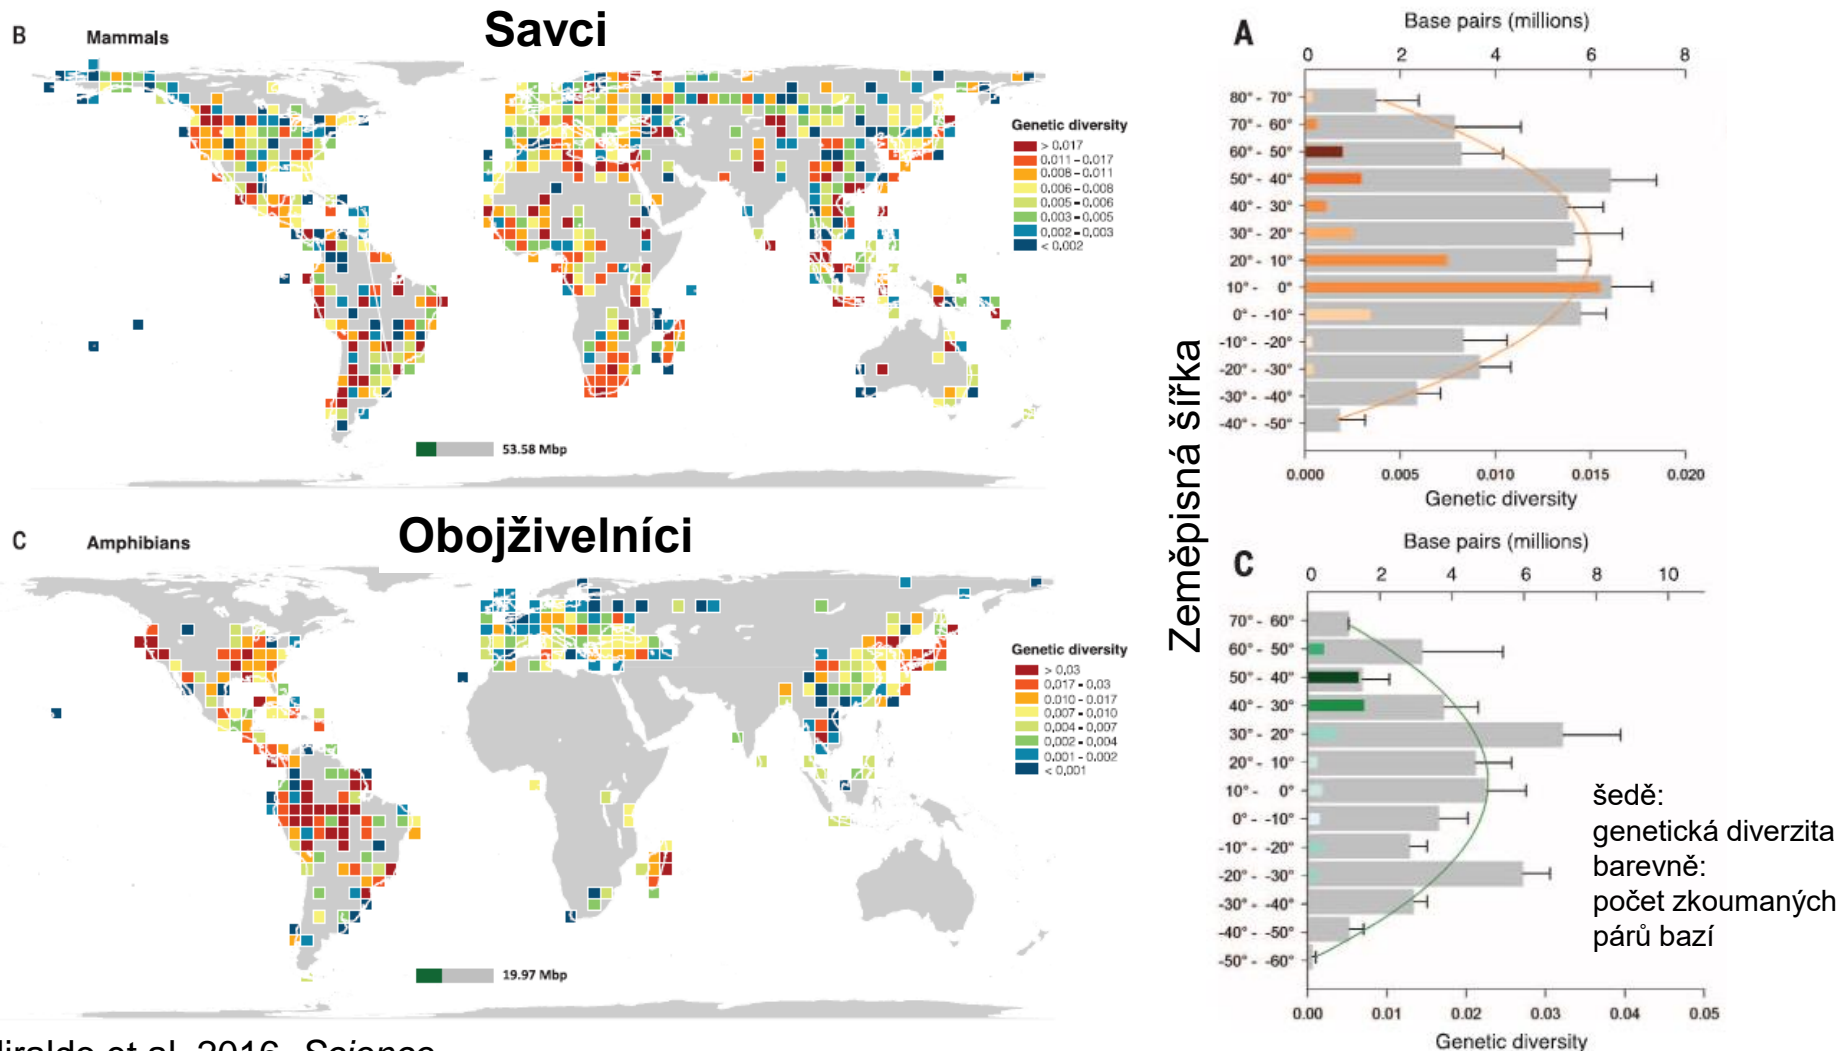 B
Mammals
Savci
Genetic diversity
> 0.017
0.011 - 0.017
0.008 - 0.011
0.006 - 0.008
0.005 - 0.006
0.003 - 0.005
0.002 - 0.003
< 0.002
53.58 Mbp
C
Amphibians
Obojživelníci
Genetic diversity
> 0.03
0.017 - 0.03
0.010 - 0.017
0.007 - 0.010
0.004 - 0.007
0.002 - 0.004
0.001 - 0.002
< 0.001
19.97 Mbp
Zeměpisná šířka
A
Base pairs (millions)
0 2 4 6 8
80° - 70°
70° - 60°
60° - 50°
50° - 40°
40° - 30°
30° - 20°
20° - 10°
10° - 0°
0° - -10°
-10° - -20°
-20° - -30°
-30° - -40°
-40° - -50°
0.000 0.005 0.010 0.015 0.020
Genetic diversity
C
Base pairs (millions)
0 2 4 6 8 10
70° - 60°
60° - 50°
50° - 40°
40° - 30°
30° - 20°
20° - 10°
10° - 0°
0° - -10°
-10° - -20°
-20° - -30°
-30° - -40°
-40° - -50°
-50° - -60°
0.00 0.01 0.02 0.03 0.04 0.05
Genetic diversity
šedě:
genetická diverzita
barevně:
počet zkoumaných
párů bazí
et al. 2016, Science